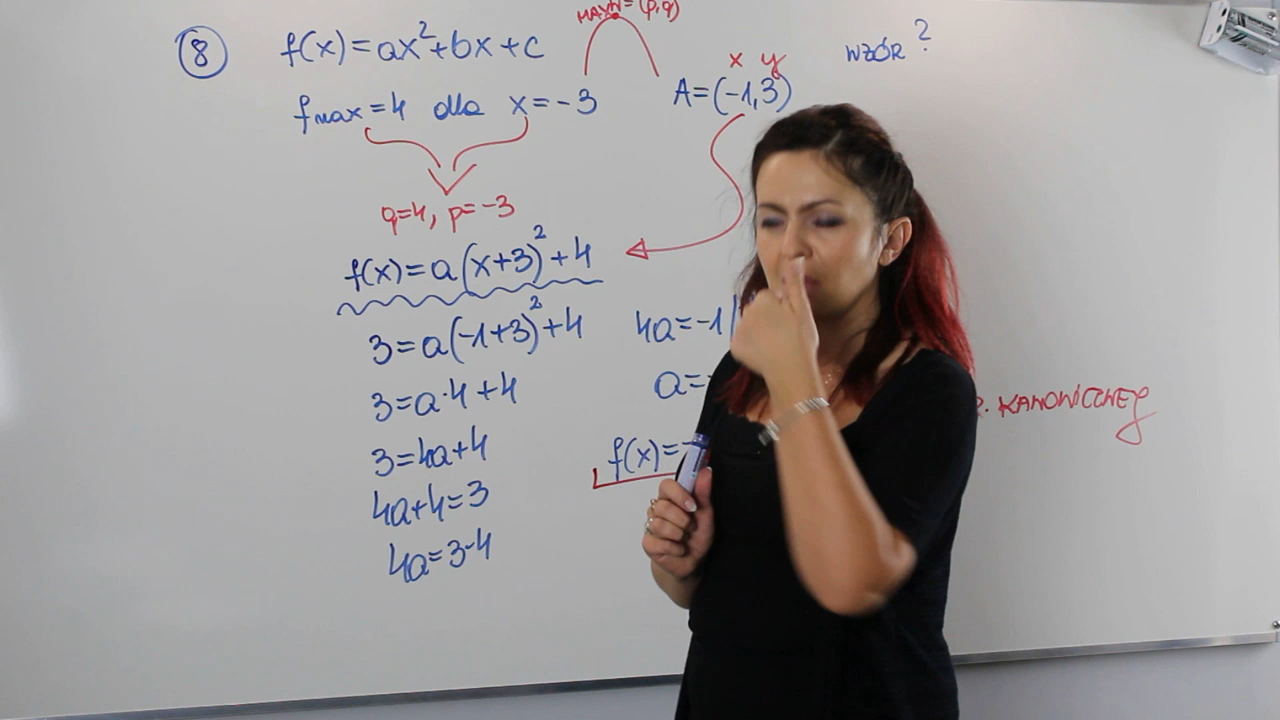 MAX W=(p,q)
8 f(x)=ax²+bx+c wzór ?
x y
fmax=4 dla x=-3 A=(-1,3)
q=4, p=-3
f(x)=a(x+3)²+4
3=a(-1+3)²+4 4a=-1 |
3=a·4+4 a=-
3=4a+4 f(x)=-
4a+4=3
4a=3-4
KANONICZNEJ